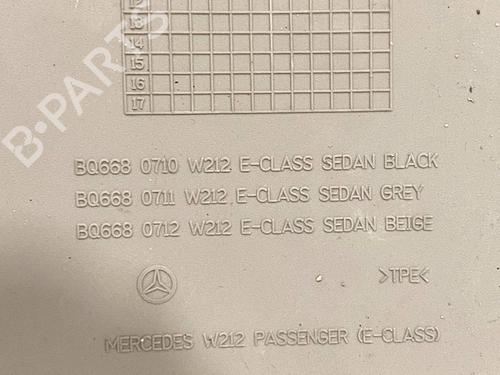 12
13
14
15
16
17
BQ668 0710 W212 E-CLASS SEDAN BLACK
BQ668 0711 W212 E-CLASS SEDAN GREY
BQ668 0712 W212 E-CLASS SEDAN BEIGE
>TPE<
MERCEDES W212 PASSENGER (E-CLASS)
B-PARTS